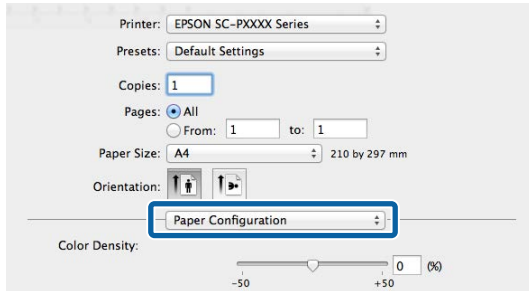 Printer: EPSON SC-PXXXX Series
Presets: Default Settings
Copies: 1
Pages: All
From: 1 to: 1
Paper Size: A4 210 by 297 mm
Orientation:
Paper Configuration
Color Density:
0 (%)
-50 +50